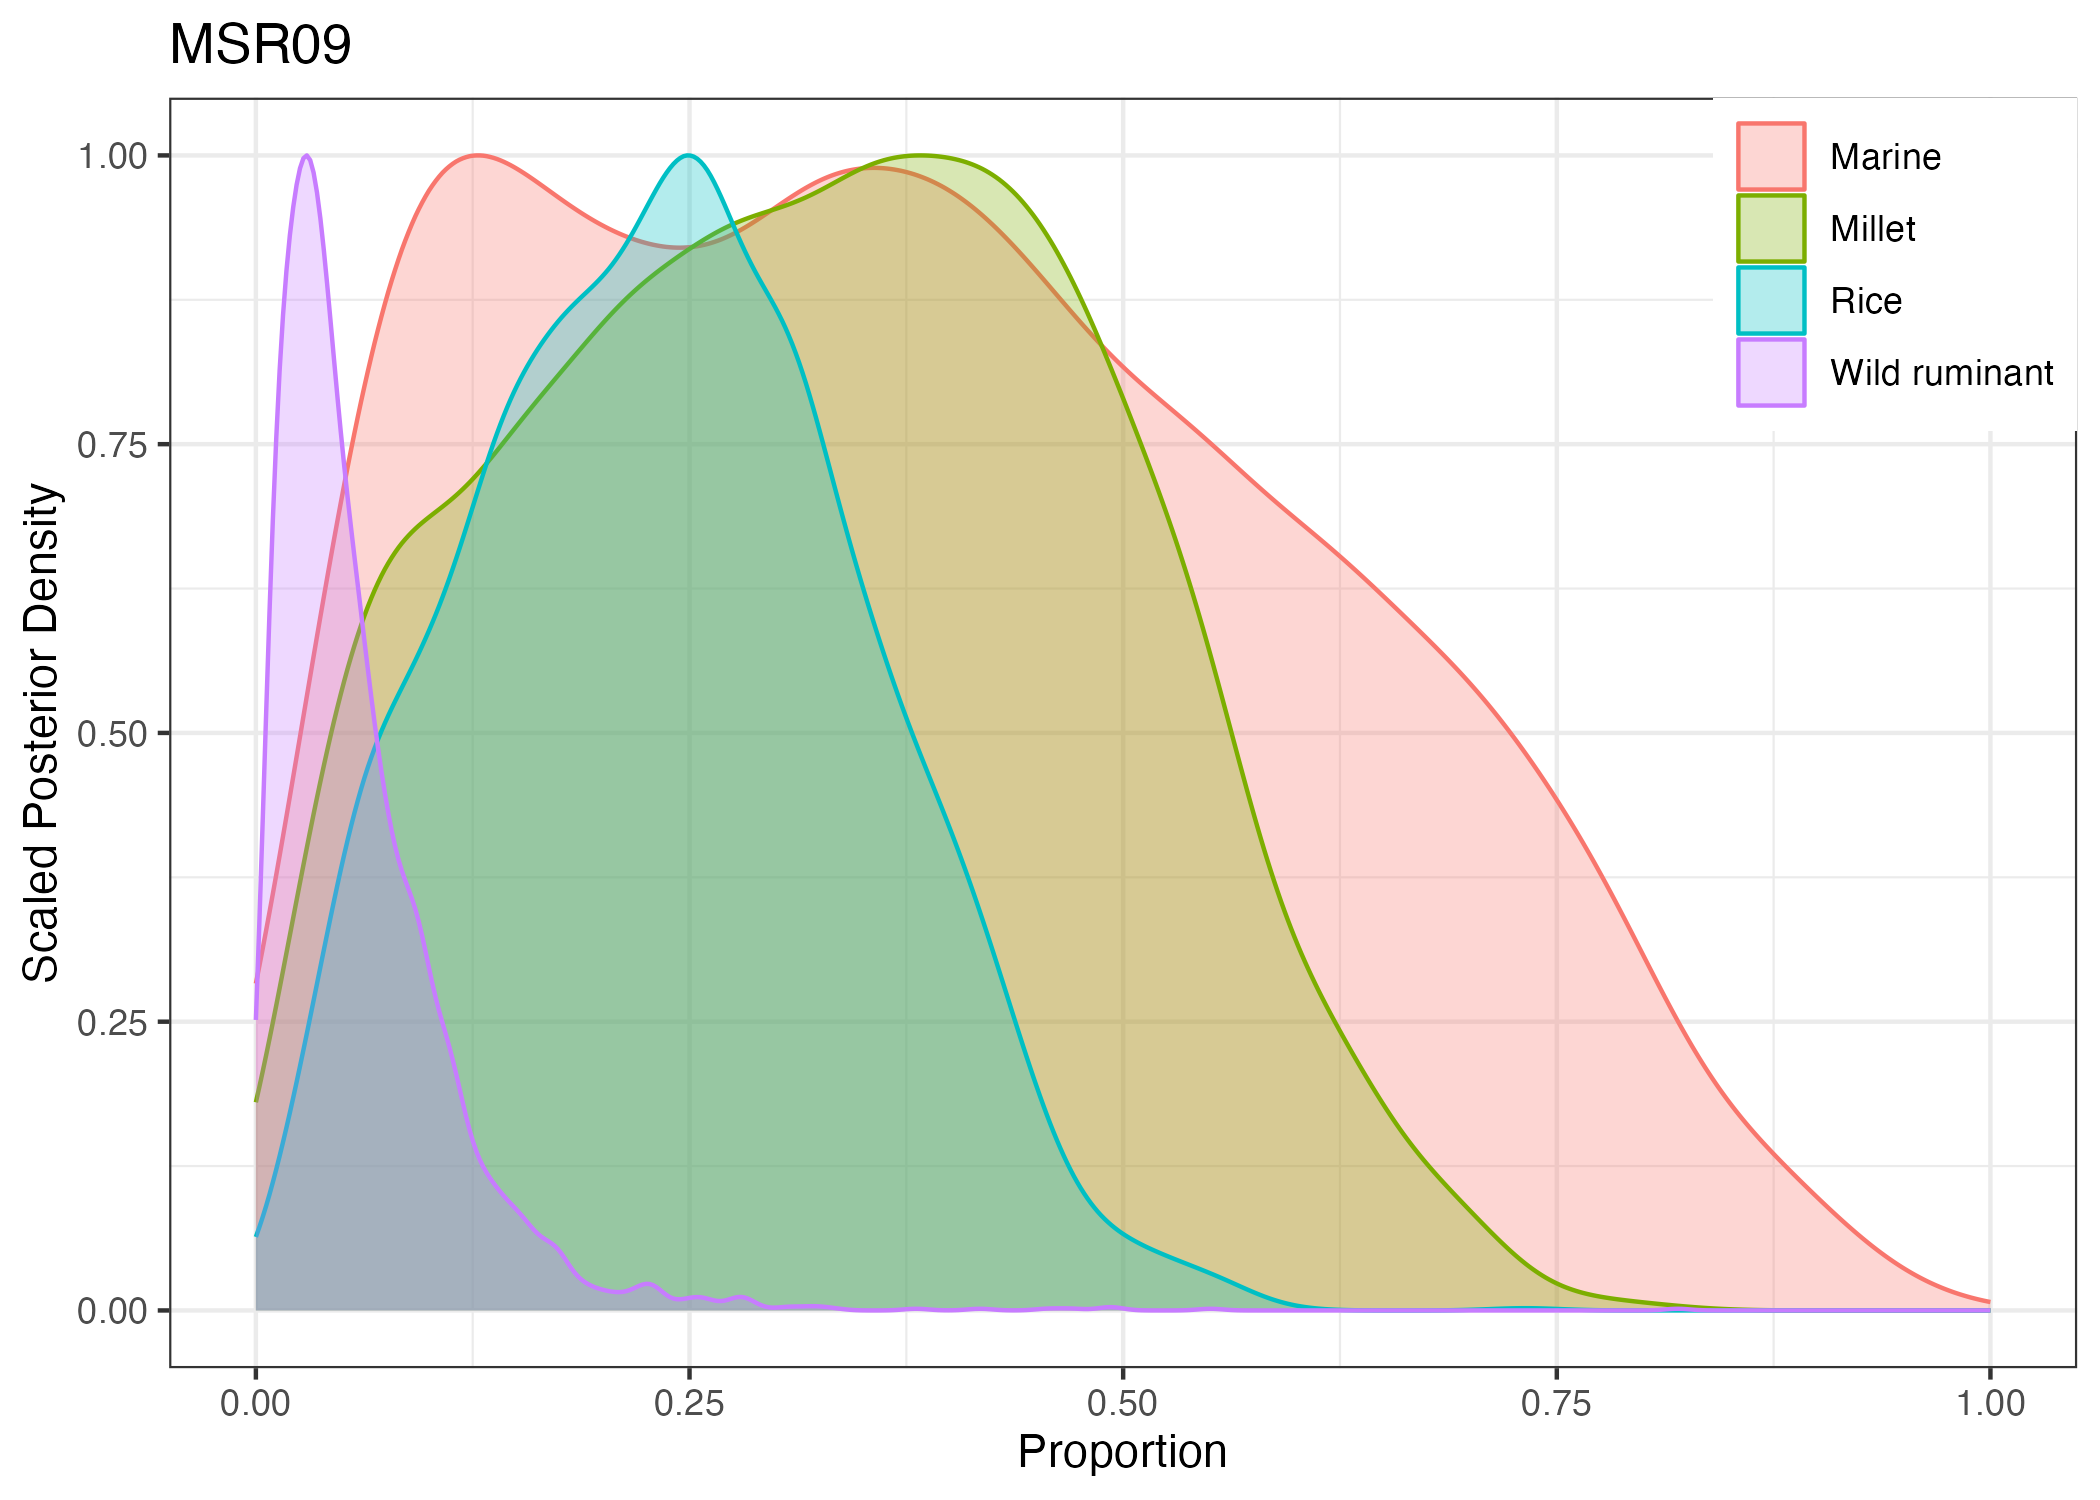 MSR09
Marine
Millet
Rice
Wild ruminant
Scaled Posterior Density
1.00
0.75
0.50
0.25
0.00
0.00 0.25 0.50 0.75 1.00
Proportion